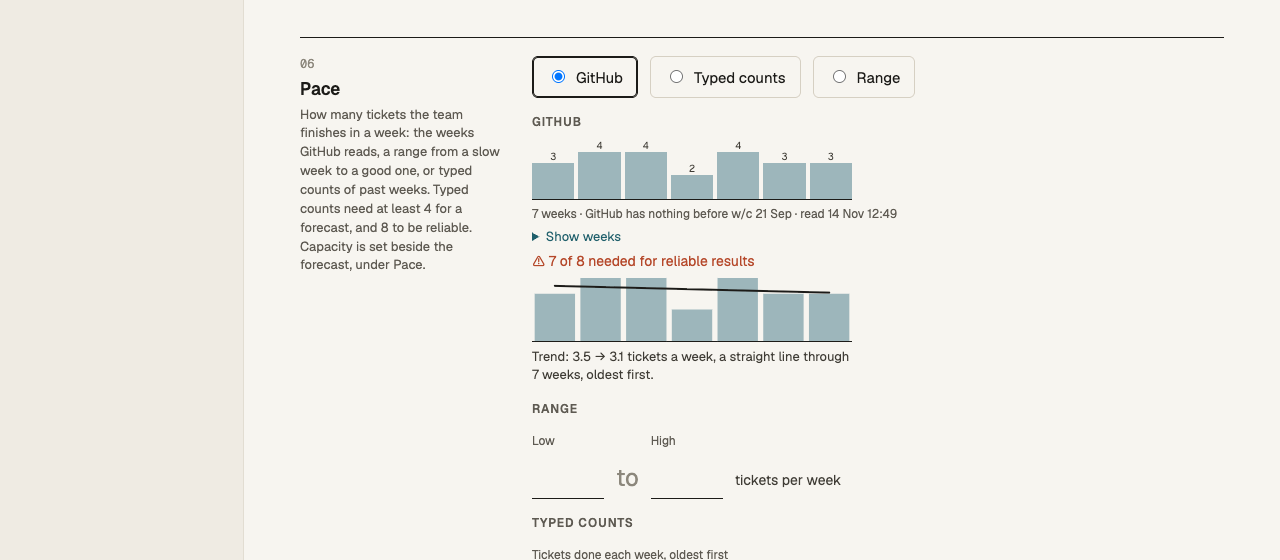 06
Pace
How many tickets the team
finishes in a week: the weeks
GitHub reads, a range from a slow
week to a good one, or typed
counts of past weeks. Typed
counts need at least 4 for a
forecast, and 8 to be reliable.
Capacity is set beside the
forecast, under Pace.
GitHub
Typed counts
Range
GITHUB
3 4 4 2 4 3 3
7 weeks · GitHub has nothing before w/c 21 Sep · read 14 Nov 12:49
Show weeks
7 of 8 needed for reliable results
Trend: 3.5 → 3.1 tickets a week, a straight line through
7 weeks, oldest first.
RANGE
Low High
to tickets per week
TYPED COUNTS
Tickets done each week, oldest first